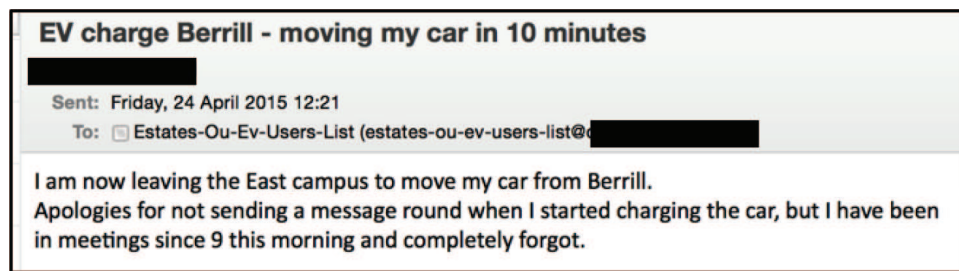 EV charge Berrill - moving my car in 10 minutes
Sent: Friday, 24 April 2015 12:21
To: Estates-Ou-Ev-Users-List (estates-ou-ev-users-list@
I am now leaving the East campus to move my car from Berrill.
Apologies for not sending a message round when I started charging the car, but I have been
in meetings since 9 this morning and completely forgot.